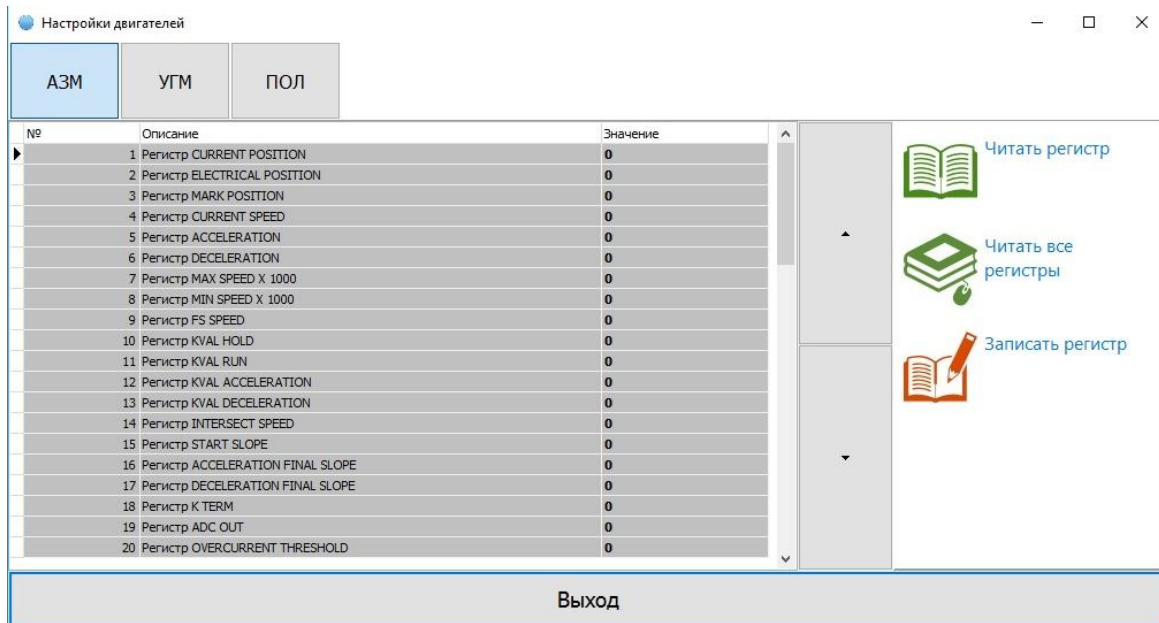 Настройки двигателей
АЗМ УГМ ПОЛ
№ Описание Значение
1 Регистр CURRENT POSITION 0
2 Регистр ELECTRICAL POSITION 0
3 Регистр MARK POSITION 0
4 Регистр CURRENT SPEED 0
5 Регистр ACCELERATION 0
6 Регистр DECELERATION 0
7 Регистр MAX SPEED X 1000 0
8 Регистр MIN SPEED X 1000 0
9 Регистр FS SPEED 0
10 Регистр KVAL HOLD 0
11 Регистр KVAL RUN 0
12 Регистр KVAL ACCELERATION 0
13 Регистр KVAL DECELERATION 0
14 Регистр INTERSECT SPEED 0
15 Регистр START SLOPE 0
16 Регистр ACCELERATION FINAL SLOPE 0
17 Регистр DECELERATION FINAL SLOPE 0
18 Регистр K TERM 0
19 Регистр ADC OUT 0
20 Регистр OVERCURRENT THRESHOLD 0
Читать регистр
Читать все
регистры
Записать регистр
Выход